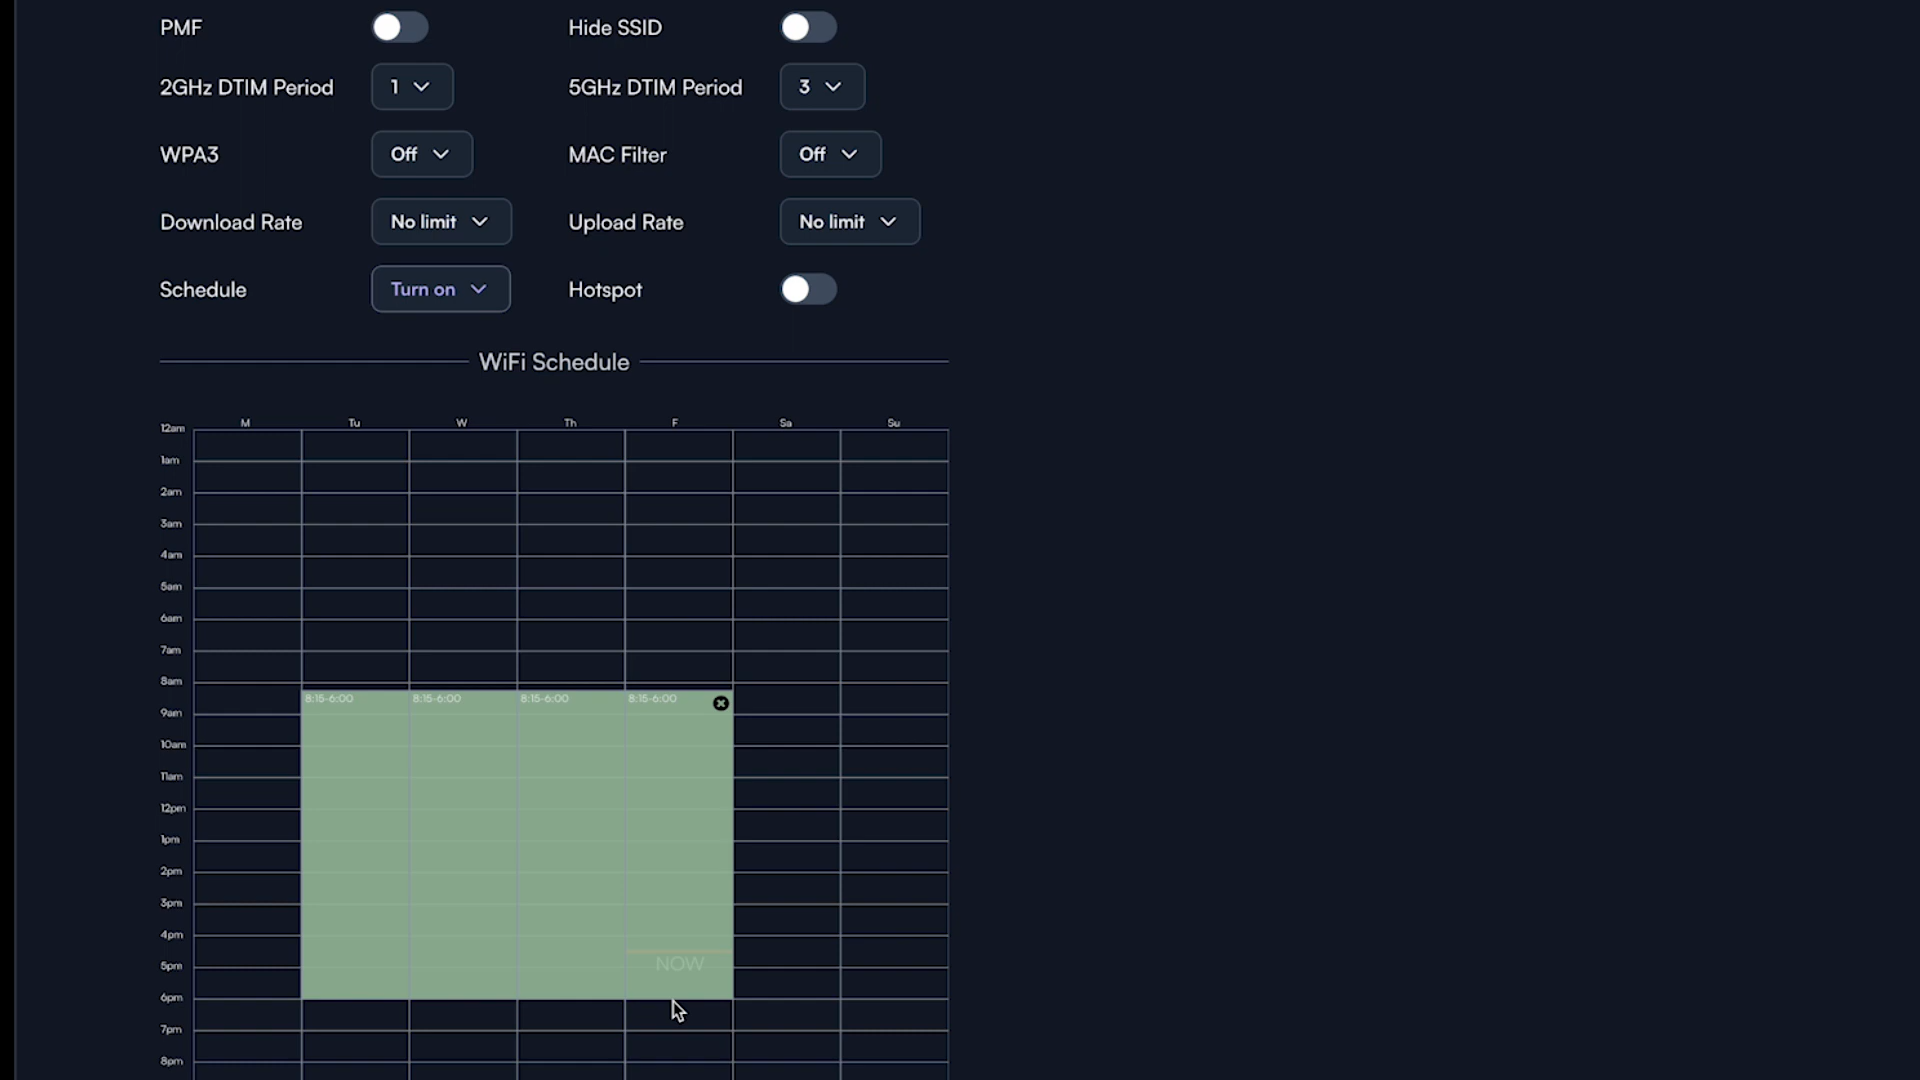 PMF
Hide SSID
2GHz DTIM Period
1
5GHz DTIM Period
3
WPA3
Off
MAC Filter
Off
Download Rate
No limit
Upload Rate
No limit
Schedule
Turn on
Hotspot
WiFi Schedule
M Tu W Th F Sa Su
12am
1am
2am
3am
4am
5am
6am
7am
8am
8:15-6:00 8:15-6:00 8:15-6:00 8:15-6:00
9am
10am
11am
12pm
1pm
2pm
3pm
4pm
NOW
5pm
6pm
7pm
8pm